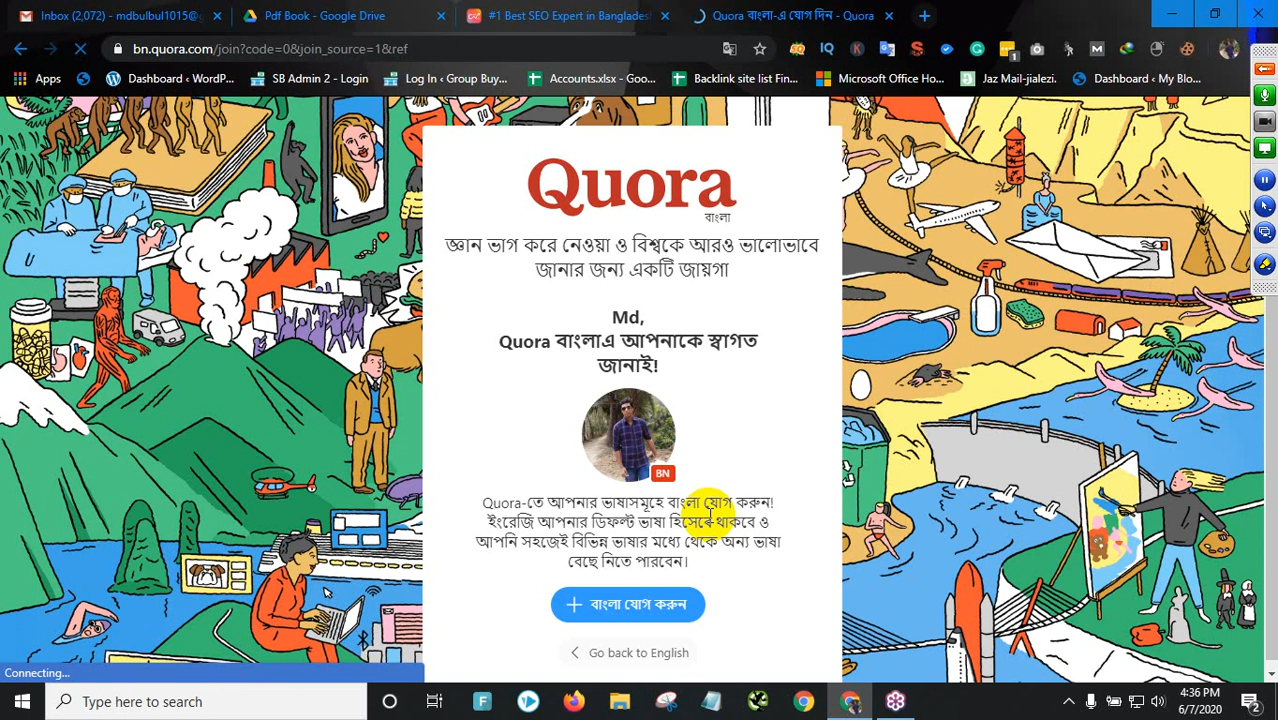 Inbox (2,072) - mdbulbul1015@g
Pdf Book - Google Drive
#1 Best SEO Expert in Bangladesh
Quora বাংলা-এ যোগ দিন - Quora
bn.quora.com/join?code=0&join_source=1&ref
Apps
Dashboard ‹ WordP...
SB Admin 2 - Login
Log In ‹ Group Buy...
Accounts.xlsx - Goo...
Backlink site list Fin...
Microsoft Office Ho...
Jaz Mail-jialezi.
Dashboard ‹ My Blo...
Quora
বাংলা
জ্ঞান ভাগ করে নেওয়া ও বিশ্বকে আরও ভালোভাবে
জানার জন্য একটি জায়গা
Md,
Quora বাংলাএ আপনাকে স্বাগত
জানাই!
BN
Quora-তে আপনার ভাষাসমূহে বাংলা যোগ করুন!
ইংরেজি আপনার ডিফল্ট ভাষা হিসেবে থাকবে ও
আপনি সহজেই বিভিন্ন ভাষার মধ্যে থেকে অন্য ভাষা
বেছে নিতে পারবেন।
বাংলা যোগ করুন
Go back to English
Connecting...
Type here to search
4:36 PM
6/7/2020